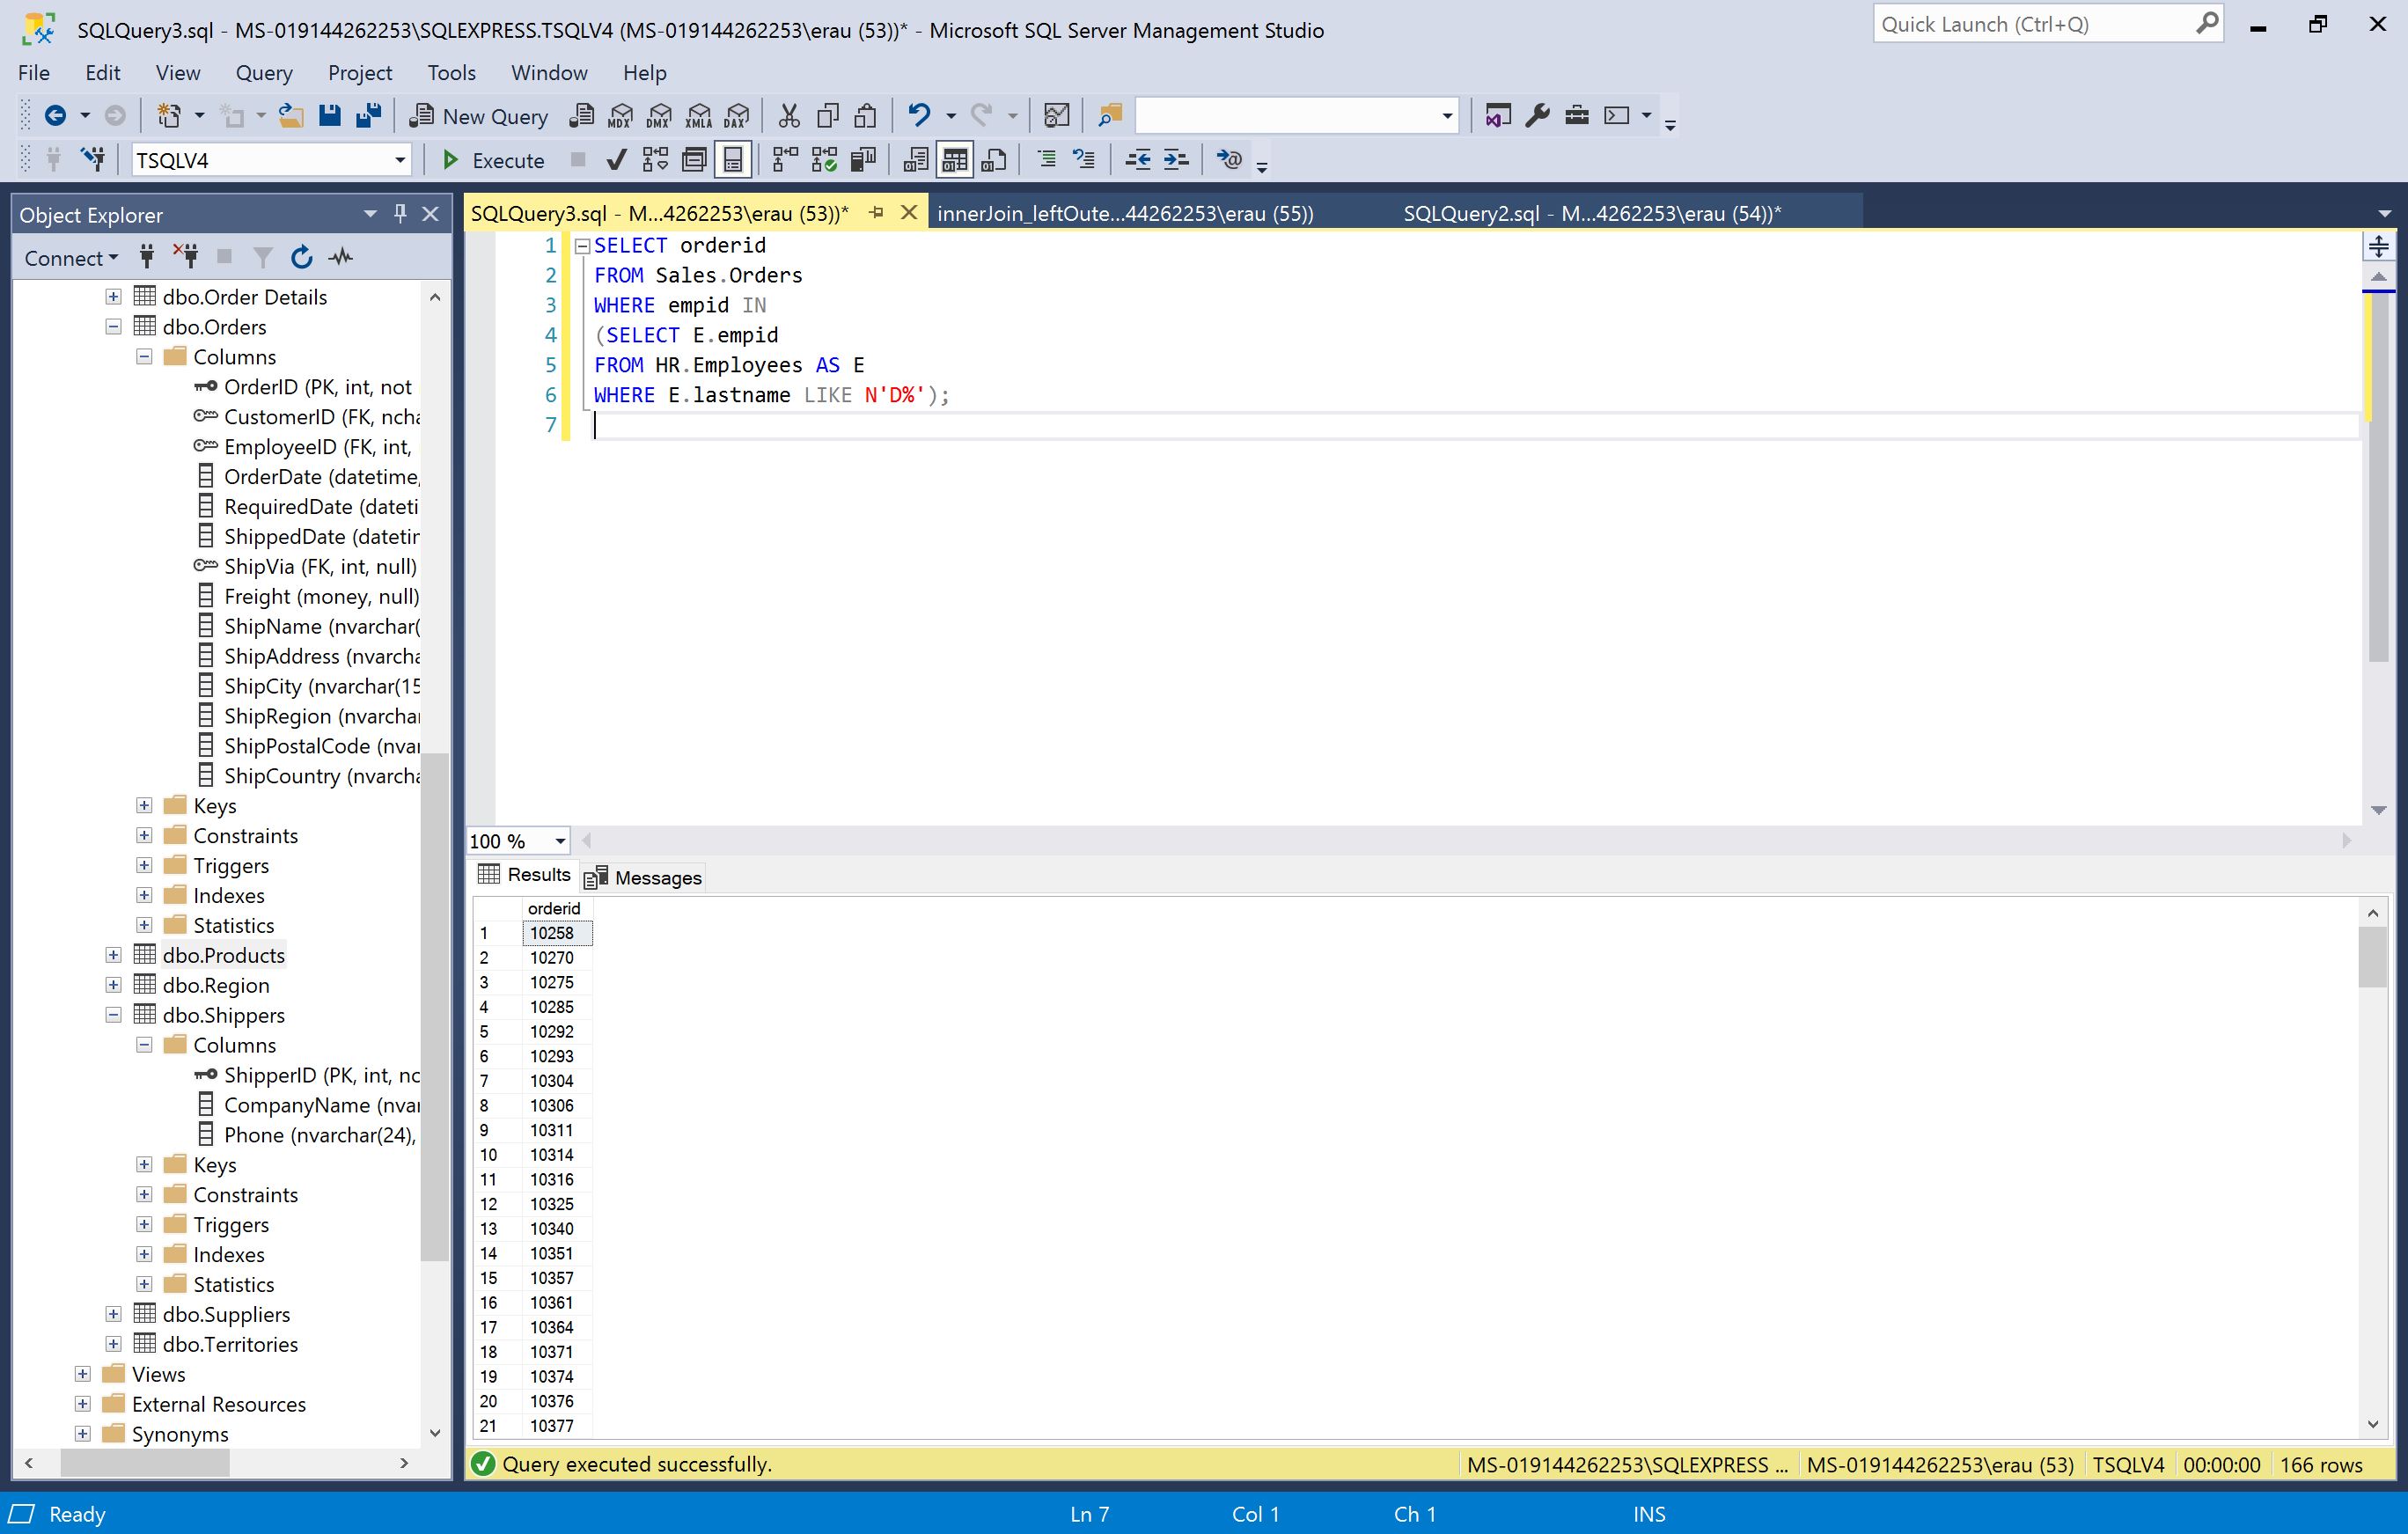 SQLQuery3.sql - MS-019144262253\SQLEXPRESS.TSQLV4 (MS-019144262253\erau (53))* - Microsoft SQL Server Management Studio
Quick Launch (Ctrl+Q)
File Edit View Query Project Tools Window Help
New Query MDX DMX XMLA DAX
TSQLV4 Execute
Object Explorer
Connect
dbo.Order Details
dbo.Orders
Columns
OrderID (PK, int, not
CustomerID (FK, ncha
EmployeeID (FK, int,
OrderDate (datetime,
RequiredDate (dateti
ShippedDate (datetin
ShipVia (FK, int, null)
Freight (money, null)
ShipName (nvarchar(
ShipAddress (nvarcha
ShipCity (nvarchar(15
ShipRegion (nvarchar
ShipPostalCode (nvar
ShipCountry (nvarcha
Keys
Constraints
Triggers
Indexes
Statistics
dbo.Products
dbo.Region
dbo.Shippers
Columns
ShipperID (PK, int, nc
CompanyName (nvar
Phone (nvarchar(24),
Keys
Constraints
Triggers
Indexes
Statistics
dbo.Suppliers
dbo.Territories
Views
External Resources
Synonyms
SQLQuery3.sql - M...4262253\erau (53))* innerJoin_leftOute...44262253\erau (55)) SQLQuery2.sql - M...4262253\erau (54))*
1 SELECT orderid
2 FROM Sales.Orders
3 WHERE empid IN
4 (SELECT E.empid
5 FROM HR.Employees AS E
6 WHERE E.lastname LIKE N'D%');
7
100 %
Results Messages
orderid
1 10258
2 10270
3 10275
4 10285
5 10292
6 10293
7 10304
8 10306
9 10311
10 10314
11 10316
12 10325
13 10340
14 10351
15 10357
16 10361
17 10364
18 10371
19 10374
20 10376
21 10377
Query executed successfully. MS-019144262253\SQLEXPRESS ... MS-019144262253\erau (53) TSQLV4 00:00:00 166 rows
Ready Ln 7 Col 1 Ch 1 INS